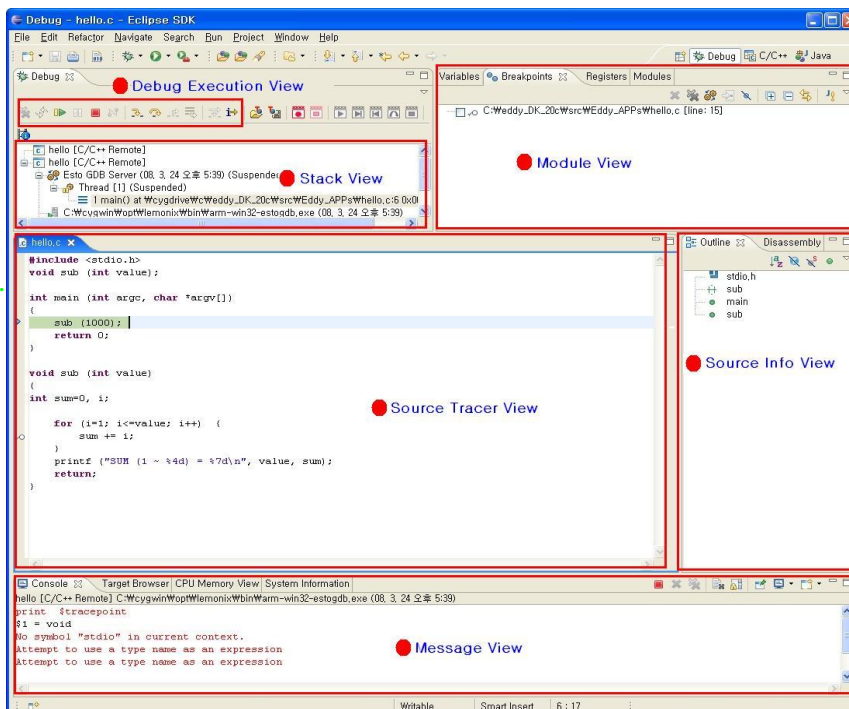 Debug - hello.c - Eclipse SDK
File Edit Refactor Navigate Search Run Project Window Help
Debug C/C++ Java
Debug
Debug Execution View
Variables Breakpoints Registers Modules
C:₩eddy_DK_20c₩src₩Eddy_APPs₩hello.c [line: 15]
Module View
hello [C/C++ Remote]
hello [C/C++ Remote]
Esto GDB Server (08. 3. 24 오후 5:39) (Suspended
Stack View
Thread [1] (Suspended)
1 main() at ₩cygdrive₩c₩eddy_DK_20c₩src₩Eddy_APPs₩hello.c:6 0x0
C:₩cygwin₩opt₩lemonix₩bin₩arm-win32-estogdb.exe (08. 3. 24 오후 5:39)
hello.c
#include <stdio.h>
void sub (int value);
int main (int argc, char *argv[])
{
sub (1000);
return 0;
}
void sub (int value)
{
int sum=0, i;
for (i=1; i<=value; i++) {
sum += i;
}
printf ("SUM (1 ~ %4d) = %7d\n", value, sum);
return;
}
Source Tracer View
Outline Disassembly
stdio.h
sub
main
sub
Source Info View
Console Target Browser CPU Memory View System Information
hello [C/C++ Remote] C:₩cygwin₩opt₩lemonix₩bin₩arm-win32-estogdb.exe (08. 3. 24 오후 5:39)
print $tracepoint
$1 = void
No symbol "stdio" in current context.
Attempt to use a type name as an expression
Attempt to use a type name as an expression
Message View
Writable Smart Insert 6 : 17